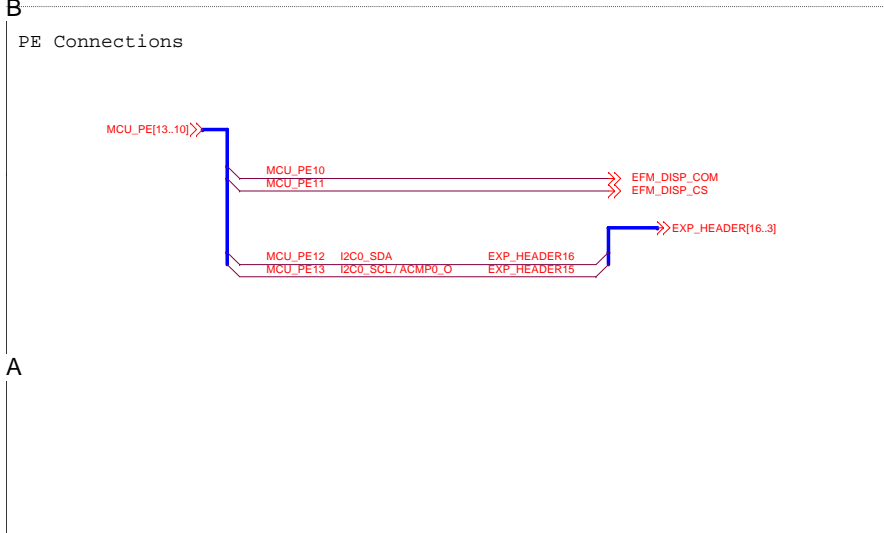 B
PE Connections
MCU_PE[13..10]
MCU_PE10
EFM_DISP_COM
MCU_PE11
EFM_DISP_CS
EXP_HEADER[16..3]
MCU_PE12 I2C0_SDA EXP_HEADER16
MCU_PE13 I2C0_SCL / ACMP0_O EXP_HEADER15
A